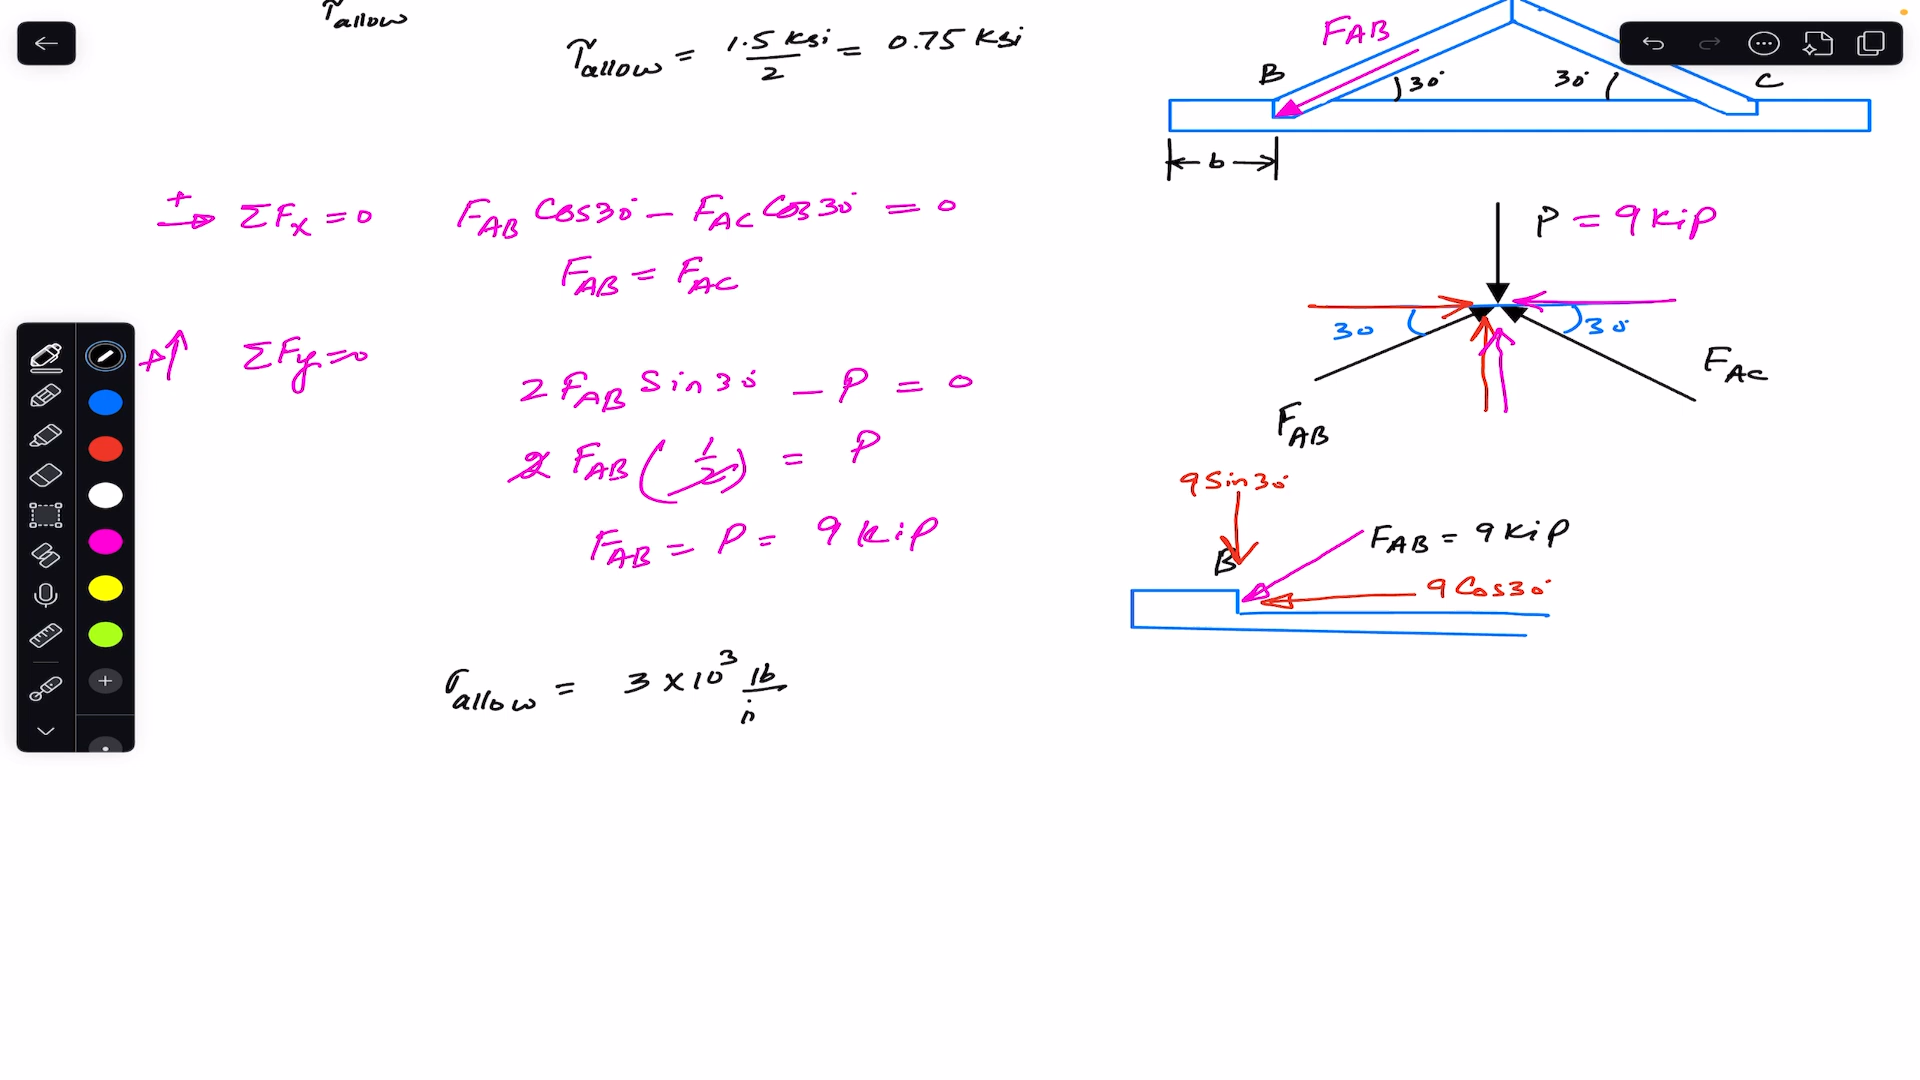 τallow
τallow = 1.5 ksi / 2 = 0.75 ksi
FAB
B
30°
30°
C
b
+
→ ΣFx = 0 FAB Cos30° – FAC Cos30° = 0
FAB = FAC
P = 9 kip
30
30
FAC
FAB
+↑ ΣFy = 0
2 FAB Sin30° – P = 0
2 FAB (1/2) = P
FAB = P = 9 kip
9 Sin30°
B
FAB = 9 kip
9 Cos30°
σallow = 3 × 10³ lb / in